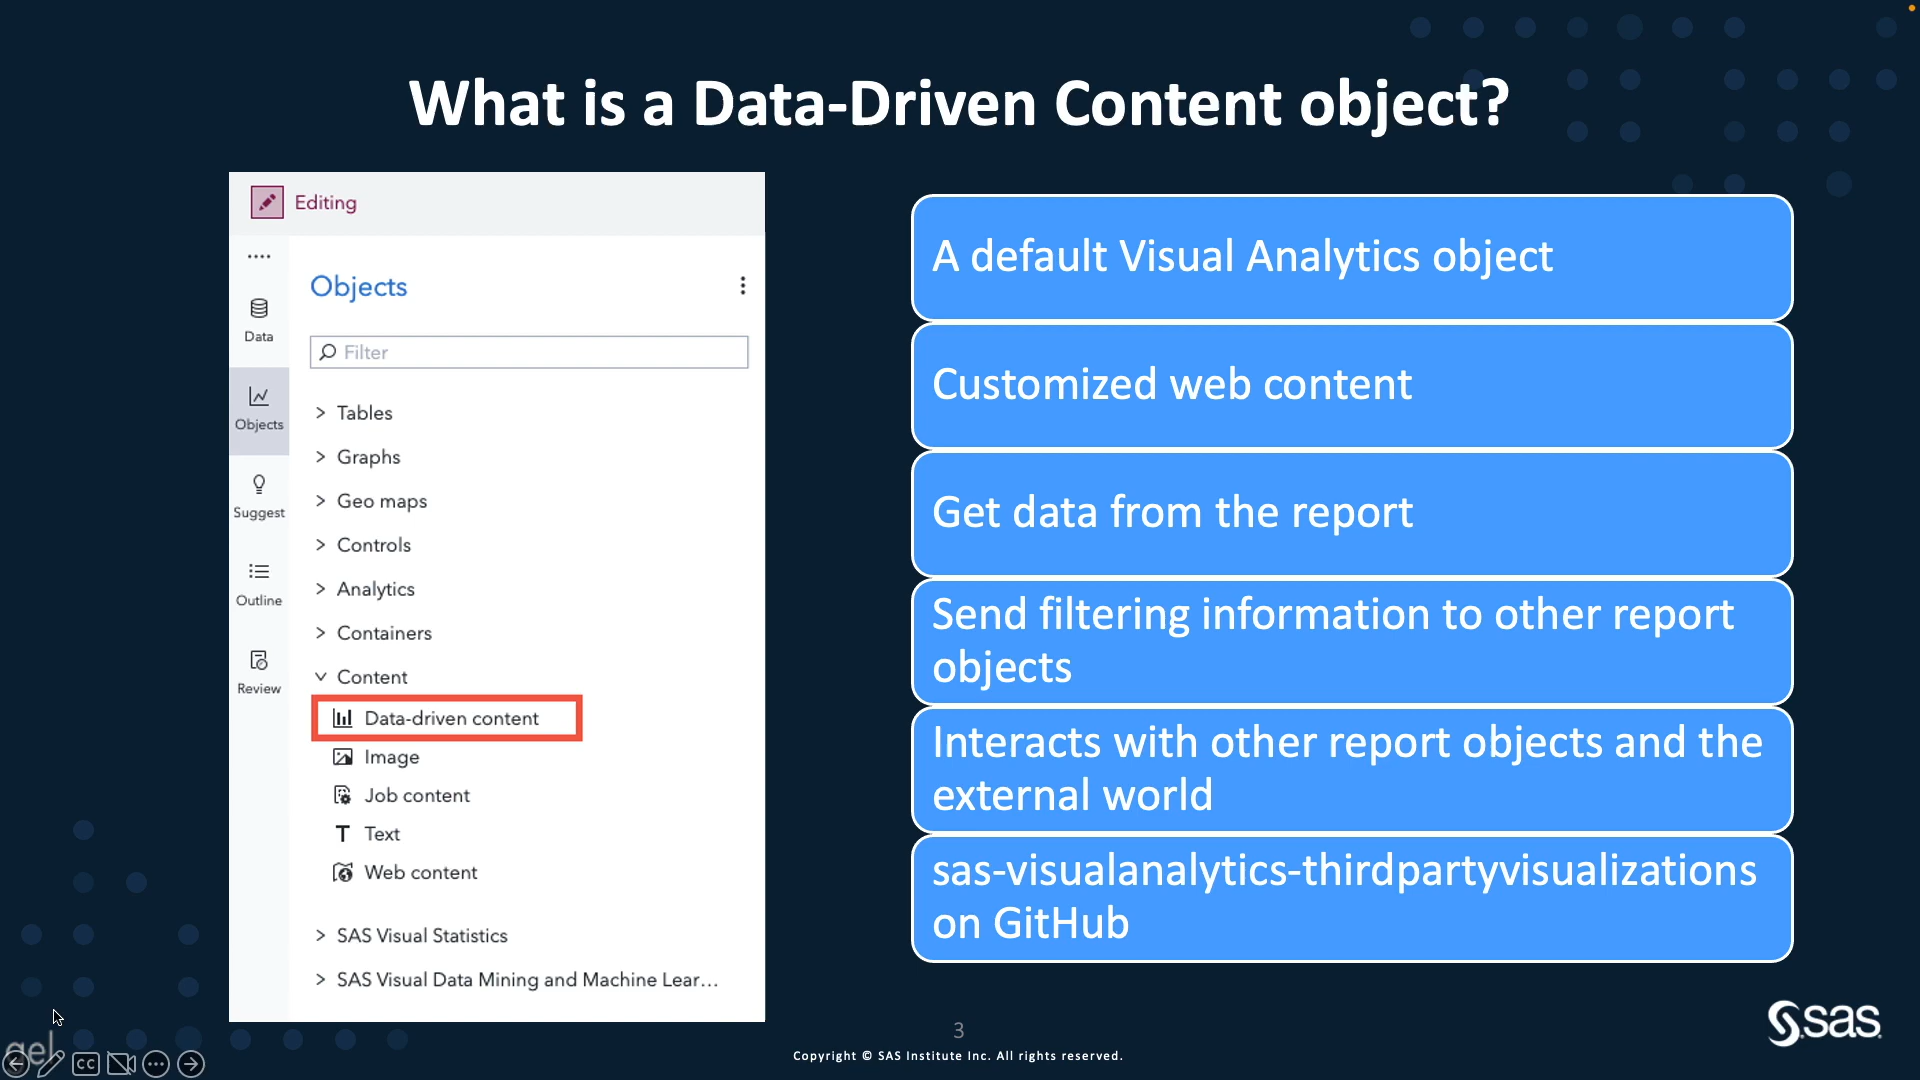 What is a Data-Driven Content object?
Editing
Objects
Data
Filter
Objects
Tables
Graphs
Suggest
Geo maps
Controls
Outline
Analytics
Containers
Review
Content
Data-driven content
Image
Job content
Text
Web content
SAS Visual Statistics
SAS Visual Data Mining and Machine Lear...
A default Visual Analytics object
Customized web content
Get data from the report
Send filtering information to other report
objects
Interacts with other report objects and the
external world
sas-visualanalytics-thirdpartyvisualizations
on GitHub
3
Copyright © SAS Institute Inc. All rights reserved.
sas
gel
CC